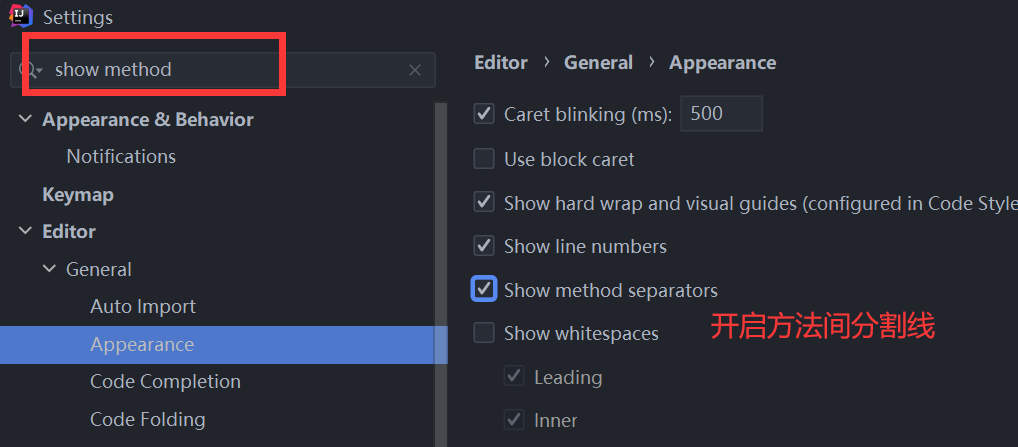 IJ
Settings
show method
Appearance & Behavior
Notifications
Keymap
Editor
General
Auto Import
Appearance
Code Completion
Code Folding
Editor › General › Appearance
Caret blinking (ms): 500
Use block caret
Show hard wrap and visual guides (configured in Code Style
Show line numbers
Show method separators
Show whitespaces
开启方法间分割线
Leading
Inner